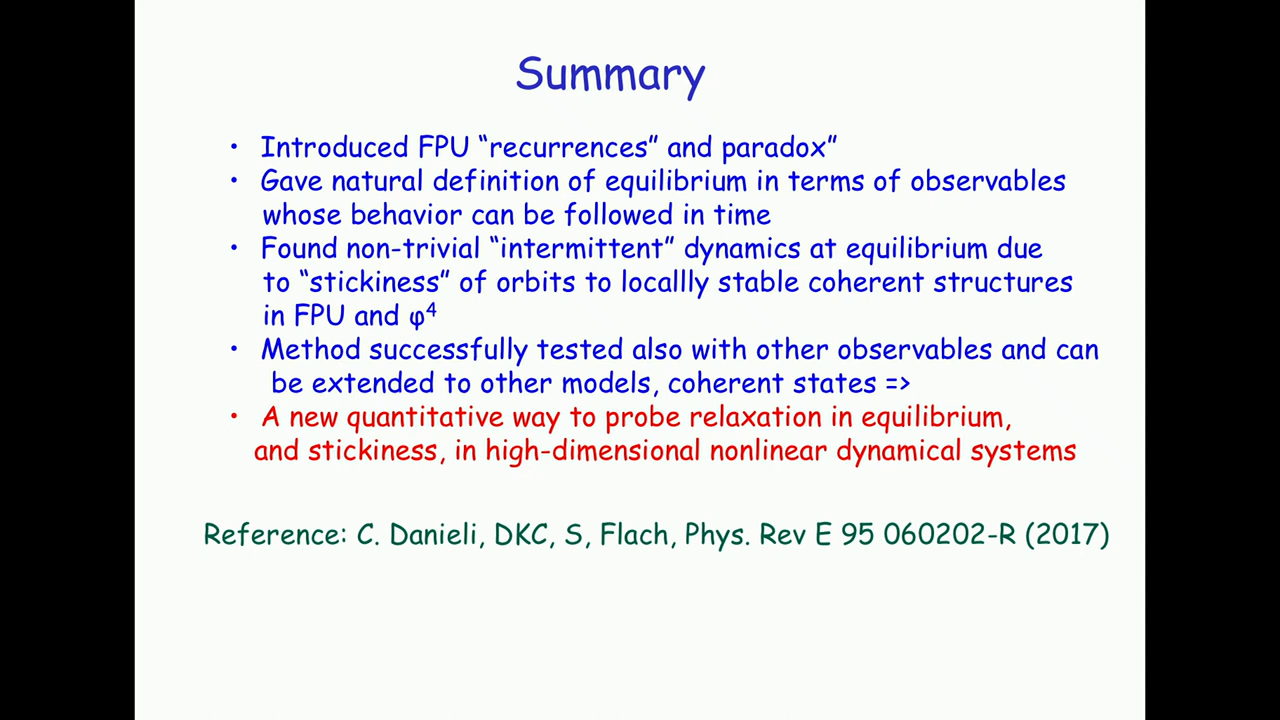 Summary
• Introduced FPU “recurrences” and paradox”
• Gave natural definition of equilibrium in terms of observables
whose behavior can be followed in time
• Found non-trivial “intermittent” dynamics at equilibrium due
to “stickiness” of orbits to locallly stable coherent structures
in FPU and φ⁴
• Method successfully tested also with other observables and can
be extended to other models, coherent states =>
• A new quantitative way to probe relaxation in equilibrium,
and stickiness, in high-dimensional nonlinear dynamical systems
Reference: C. Danieli, DKC, S, Flach, Phys. Rev E 95 060202-R (2017)